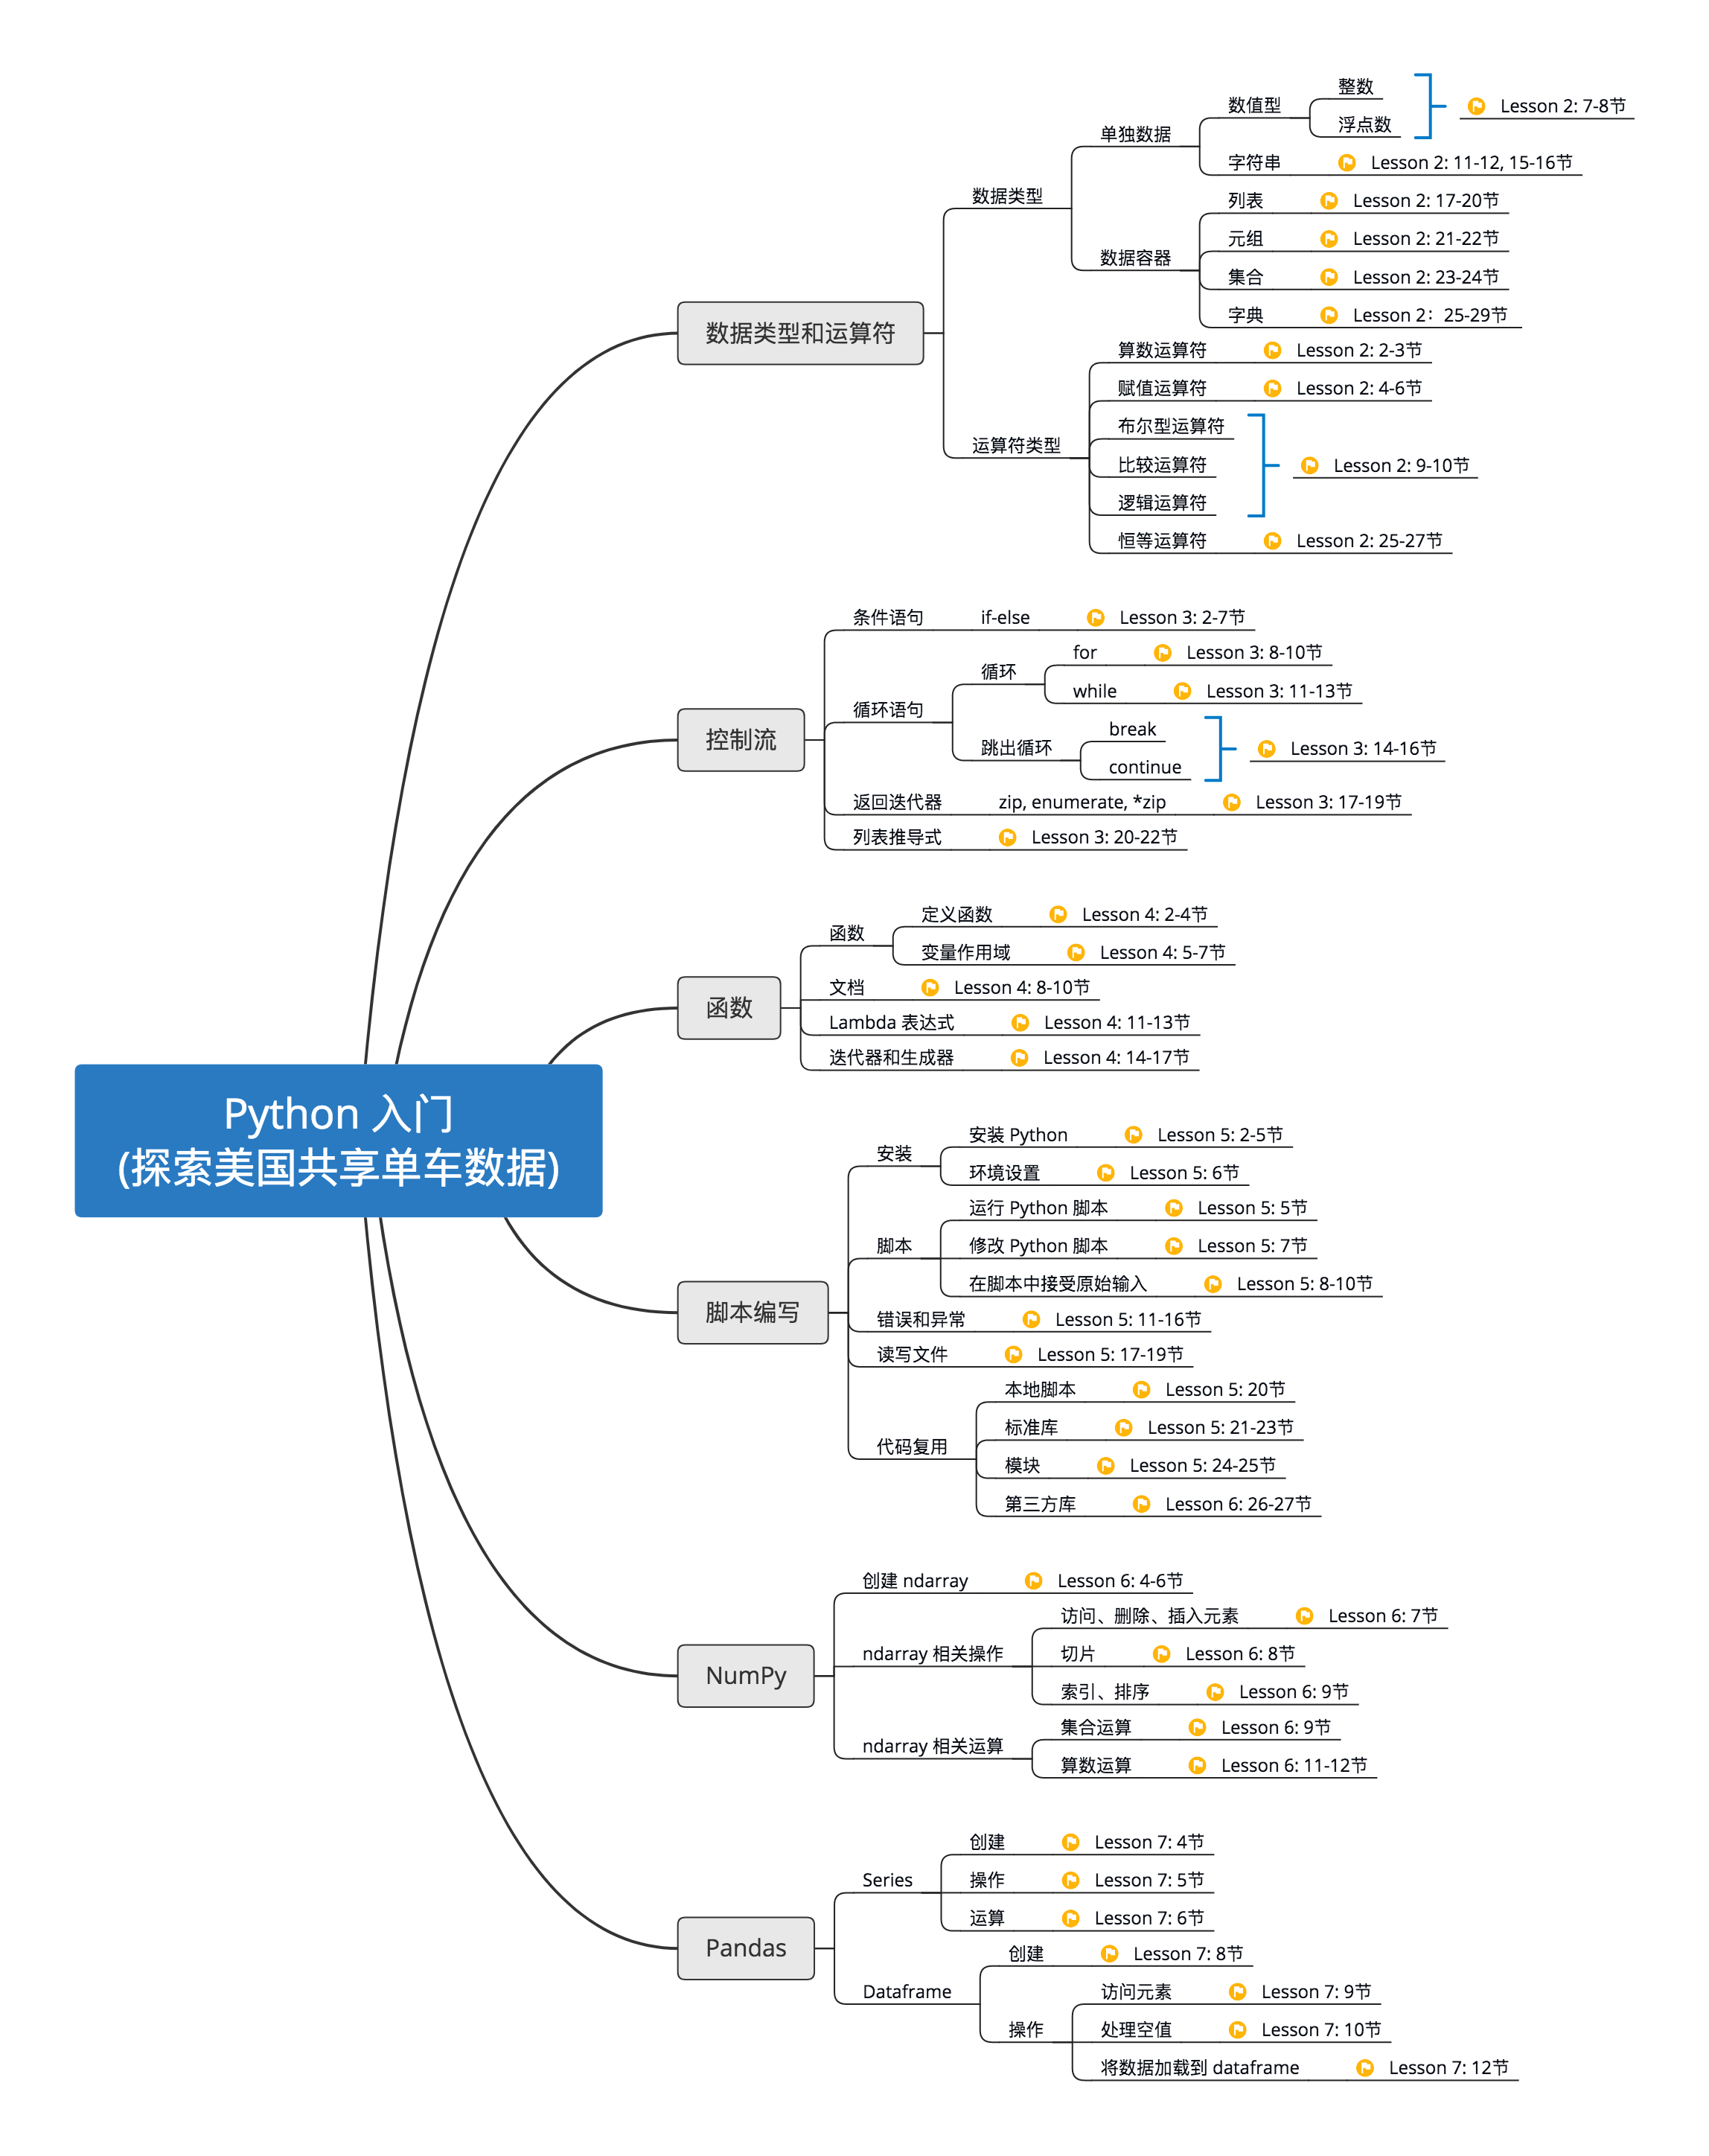 Python 入门
(探索美国共享单车数据)
数据类型和运算符
数据类型
单独数据
数值型
整数
浮点数
Lesson 2: 7-8节
字符串
Lesson 2: 11-12, 15-16节
数据容器
列表
Lesson 2: 17-20节
元组
Lesson 2: 21-22节
集合
Lesson 2: 23-24节
字典
Lesson 2：25-29节
运算符类型
算数运算符
Lesson 2: 2-3节
赋值运算符
Lesson 2: 4-6节
布尔型运算符
比较运算符
逻辑运算符
Lesson 2: 9-10节
恒等运算符
Lesson 2: 25-27节
控制流
条件语句
if-else
Lesson 3: 2-7节
循环语句
循环
for
Lesson 3: 8-10节
while
Lesson 3: 11-13节
跳出循环
break
continue
Lesson 3: 14-16节
返回迭代器
zip, enumerate, *zip
Lesson 3: 17-19节
列表推导式
Lesson 3: 20-22节
函数
函数
定义函数
Lesson 4: 2-4节
变量作用域
Lesson 4: 5-7节
文档
Lesson 4: 8-10节
Lambda 表达式
Lesson 4: 11-13节
迭代器和生成器
Lesson 4: 14-17节
脚本编写
安装
安装 Python
Lesson 5: 2-5节
环境设置
Lesson 5: 6节
脚本
运行 Python 脚本
Lesson 5: 5节
修改 Python 脚本
Lesson 5: 7节
在脚本中接受原始输入
Lesson 5: 8-10节
错误和异常
Lesson 5: 11-16节
读写文件
Lesson 5: 17-19节
代码复用
本地脚本
Lesson 5: 20节
标准库
Lesson 5: 21-23节
模块
Lesson 5: 24-25节
第三方库
Lesson 6: 26-27节
NumPy
创建 ndarray
Lesson 6: 4-6节
ndarray 相关操作
访问、删除、插入元素
Lesson 6: 7节
切片
Lesson 6: 8节
索引、排序
Lesson 6: 9节
ndarray 相关运算
集合运算
Lesson 6: 9节
算数运算
Lesson 6: 11-12节
Pandas
Series
创建
Lesson 7: 4节
操作
Lesson 7: 5节
运算
Lesson 7: 6节
Dataframe
创建
Lesson 7: 8节
操作
访问元素
Lesson 7: 9节
处理空值
Lesson 7: 10节
将数据加载到 dataframe
Lesson 7: 12节